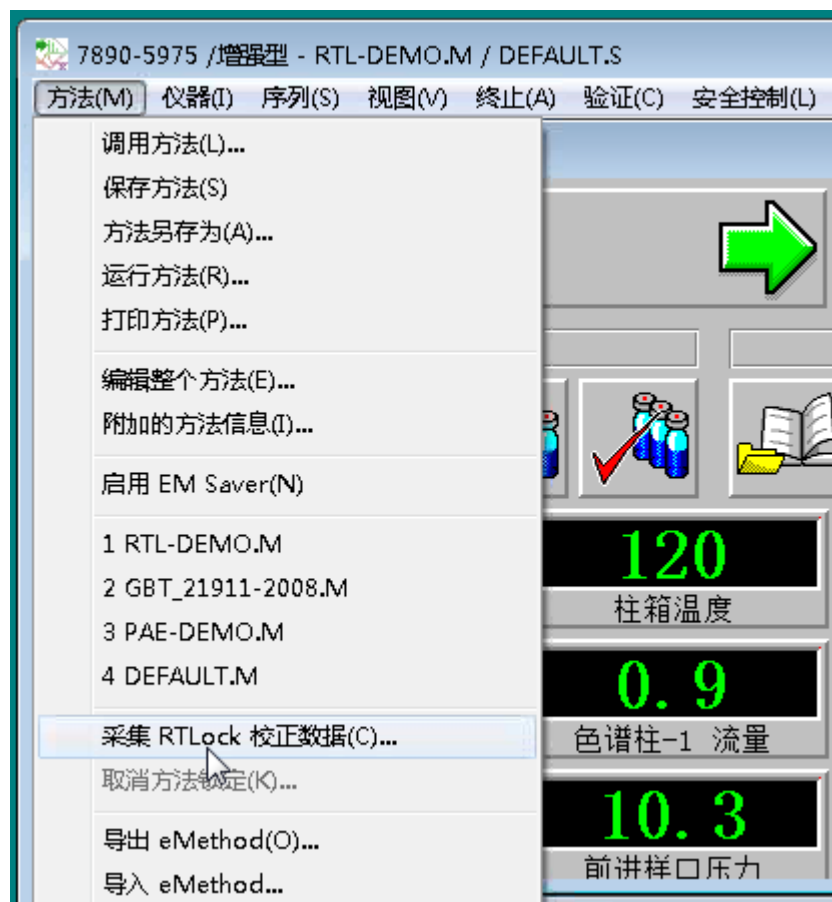 7890-5975 /增强型 - RTL-DEMO.M / DEFAULT.S
方法(M) 仪器(I) 序列(S) 视图(V) 终止(A) 验证(C) 安全控制(L)
调用方法(L)...
保存方法(S)
方法另存为(A)...
运行方法(R)...
打印方法(P)...
编辑整个方法(E)...
附加的方法信息(I)...
启用 EM Saver(N)
1 RTL-DEMO.M
2 GBT_21911-2008.M
3 PAE-DEMO.M
4 DEFAULT.M
采集 RTLock 校正数据(C)...
取消方法锁定(K)...
导出 eMethod(O)...
导入 eMethod...
120
柱箱温度
0.9
色谱柱-1 流量
10.3
前进样口压力